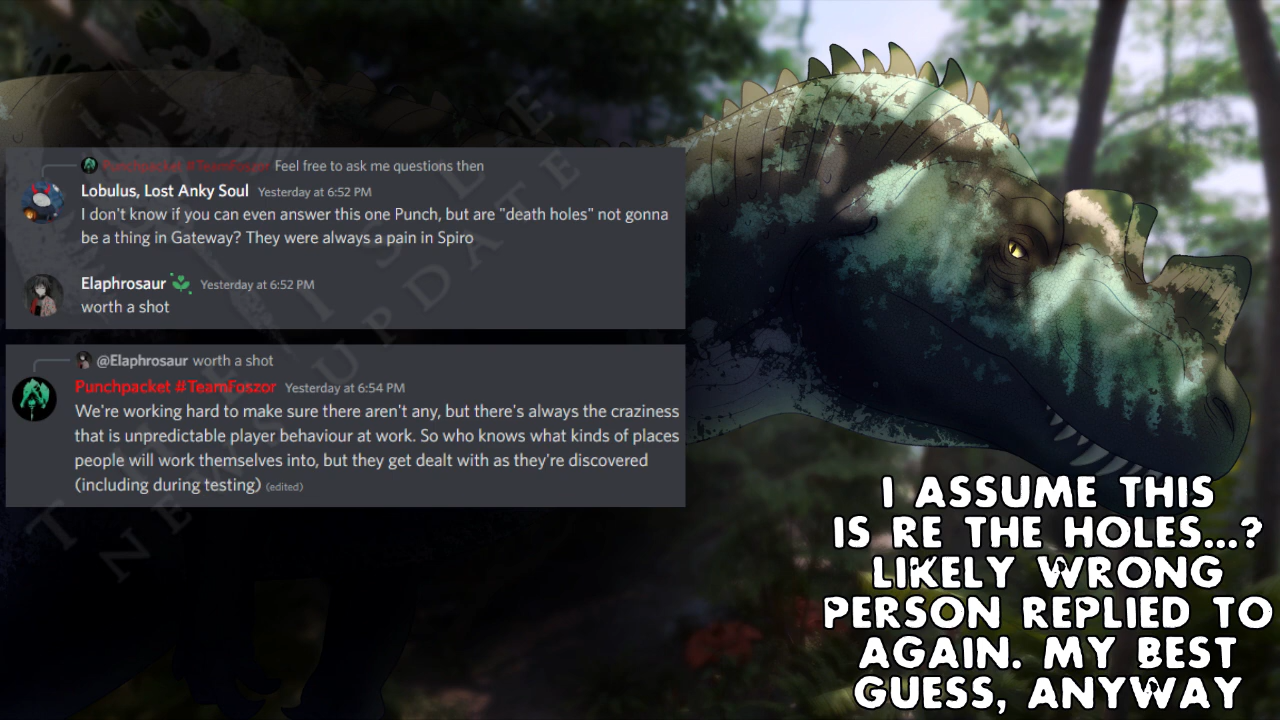 Punchpacket #TeamFoszor Feel free to ask me questions then
Lobulus, Lost Anky Soul Yesterday at 6:52 PM
I don't know if you can even answer this one Punch, but are "death holes" not gonna
be a thing in Gateway? They were always a pain in Spiro
Elaphrosaur Yesterday at 6:52 PM
worth a shot
@Elaphrosaur worth a shot
Punchpacket #TeamFoszor Yesterday at 6:54 PM
We're working hard to make sure there aren't any, but there's always the craziness
that is unpredictable player behaviour at work. So who knows what kinds of places
people will work themselves into, but they get dealt with as they're discovered
(including during testing) (edited)
I ASSUME THIS
IS RE THE HOLES...?
LIKELY WRONG
PERSON REPLIED TO
AGAIN. MY BEST
GUESS, ANYWAY